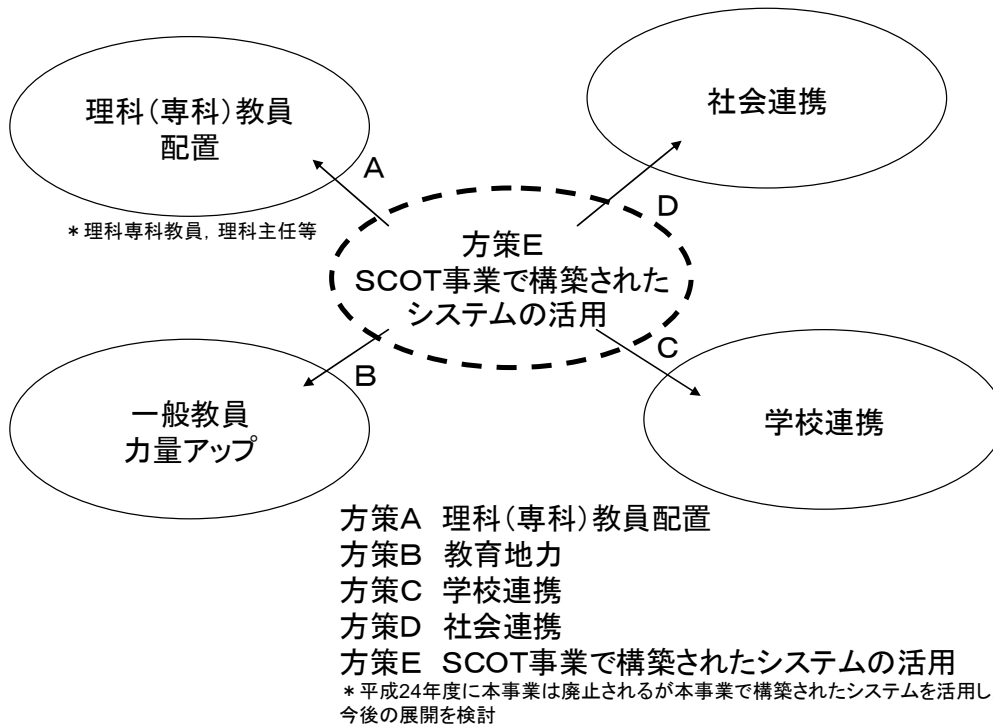 理科（専科）教員
配置
社会連携
A
D
＊理科専科教員，理科主任等
方策E
SCOT事業で構築された
システムの活用
B
C
一般教員
力量アップ
学校連携
方策A　理科（専科）教員配置
方策B　教育地力
方策C　学校連携
方策D　社会連携
方策E　SCOT事業で構築されたシステムの活用
＊平成24年度に本事業は廃止されるが本事業で構築されたシステムを活用し
今後の展開を検討